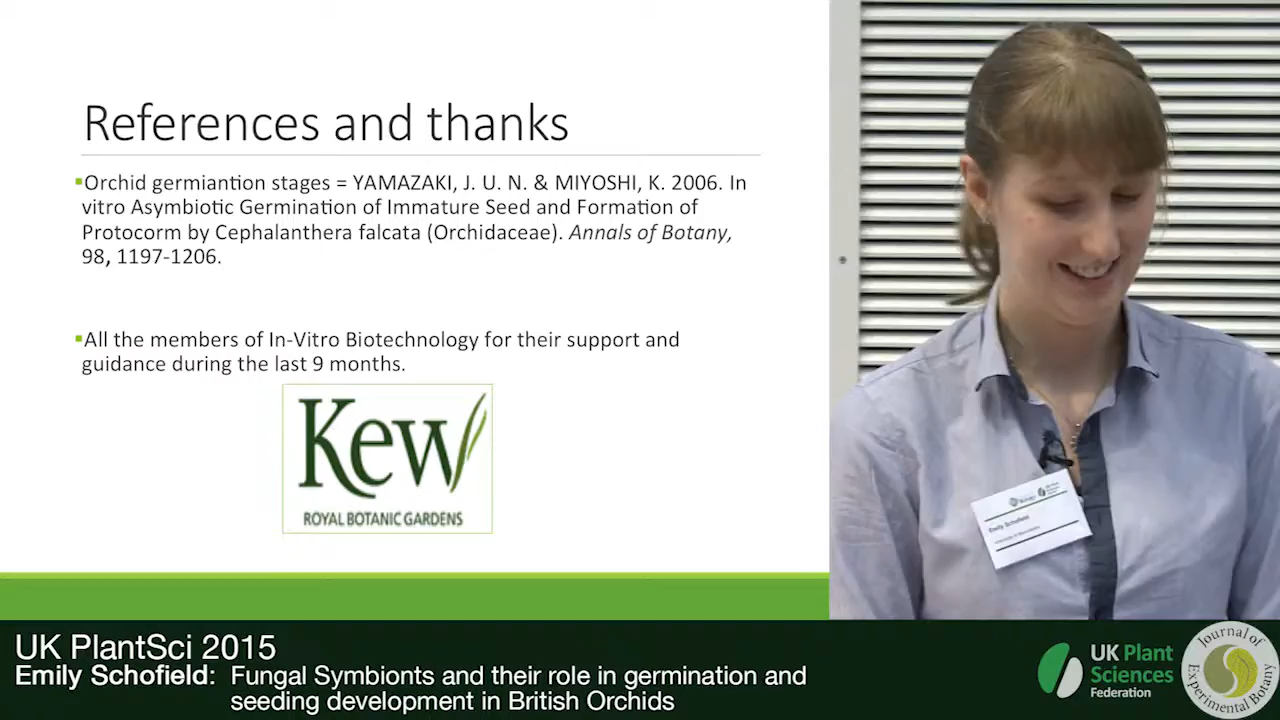 References and thanks
▪Orchid germiantion stages = YAMAZAKI, J. U. N. & MIYOSHI, K. 2006. In
vitro Asymbiotic Germination of Immature Seed and Formation of
Protocorm by Cephalanthera falcata (Orchidaceae). Annals of Botany,
98, 1197-1206.
▪All the members of In-Vitro Biotechnology for their support and
guidance during the last 9 months.
Kew
ROYAL BOTANIC GARDENS
Emily Schofield
UK PlantSci 2015
Emily Schofield: Fungal Symbionts and their role in germination and
seeding development in British Orchids
UK Plant
Sciences
Federation
Journal of
Experimental Botany